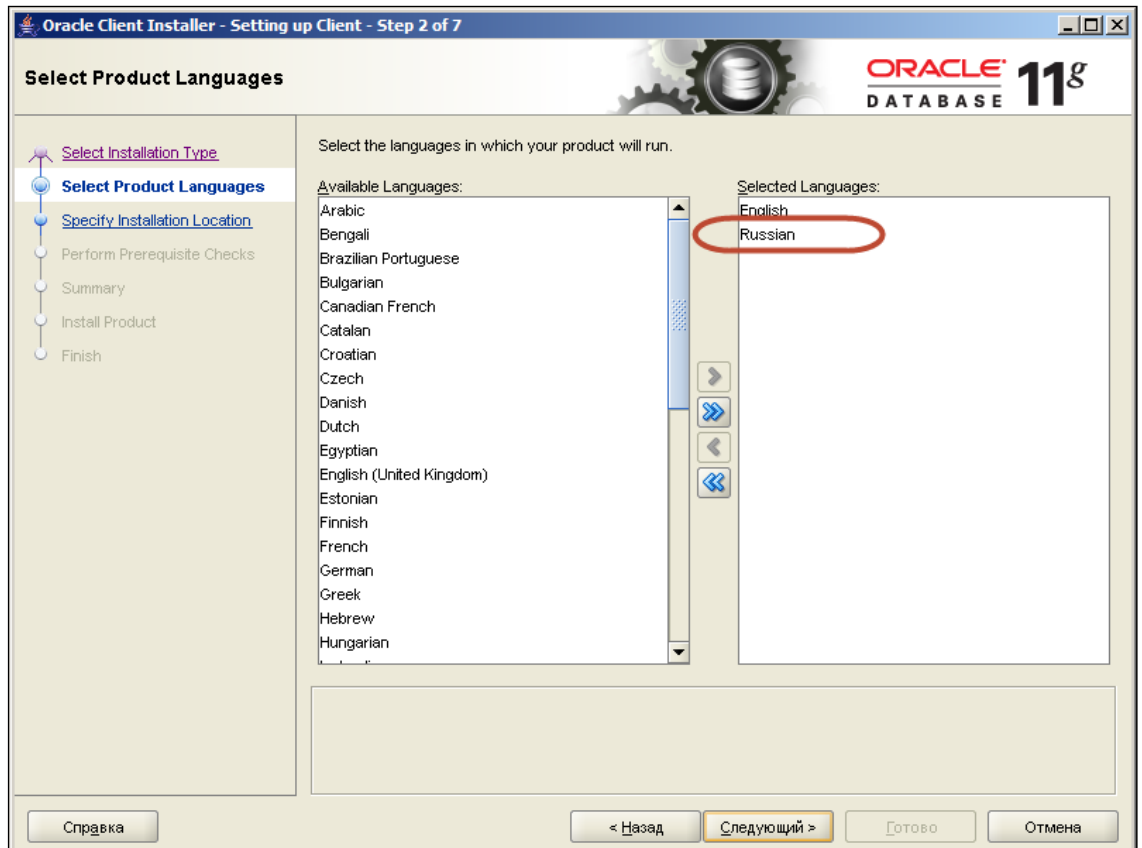 Oracle Client Installer - Setting up Client - Step 2 of 7
Select Product Languages
ORACLE
DATABASE
11g
Select Installation Type
Select Product Languages
Specify Installation Location
Perform Prerequisite Checks
Summary
Install Product
Finish
Select the languages in which your product will run.
Available Languages:
Arabic
Bengali
Brazilian Portuguese
Bulgarian
Canadian French
Catalan
Croatian
Czech
Danish
Dutch
Egyptian
English (United Kingdom)
Estonian
Finnish
French
German
Greek
Hebrew
Hungarian
Selected Languages:
English
Russian
Справка
< Назад
Следующий >
Готово
Отмена